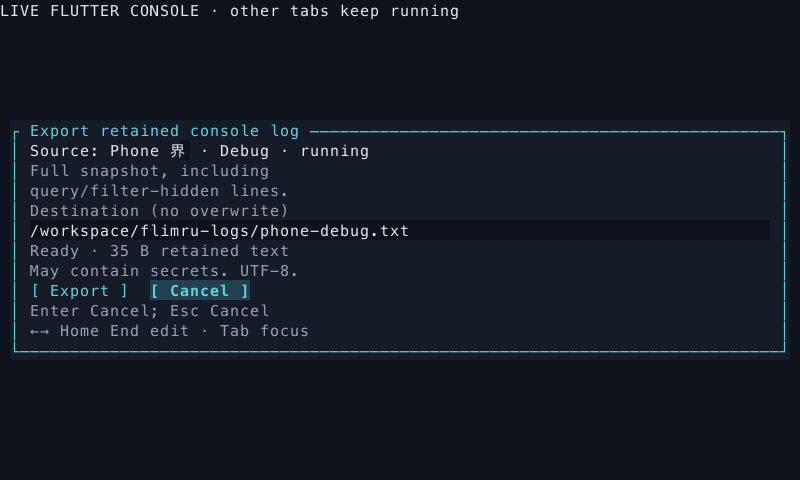 LIVE FLUTTER CONSOLE · other tabs keep running
Export retained console log
Source: Phone 界 · Debug · running
Full snapshot, including
query/filter-hidden lines.
Destination (no overwrite)
/workspace/flimru-logs/phone-debug.txt
Ready · 35 B retained text
May contain secrets. UTF-8.
[ Export ] [ Cancel ]
Enter Cancel; Esc Cancel
←→ Home End edit · Tab focus